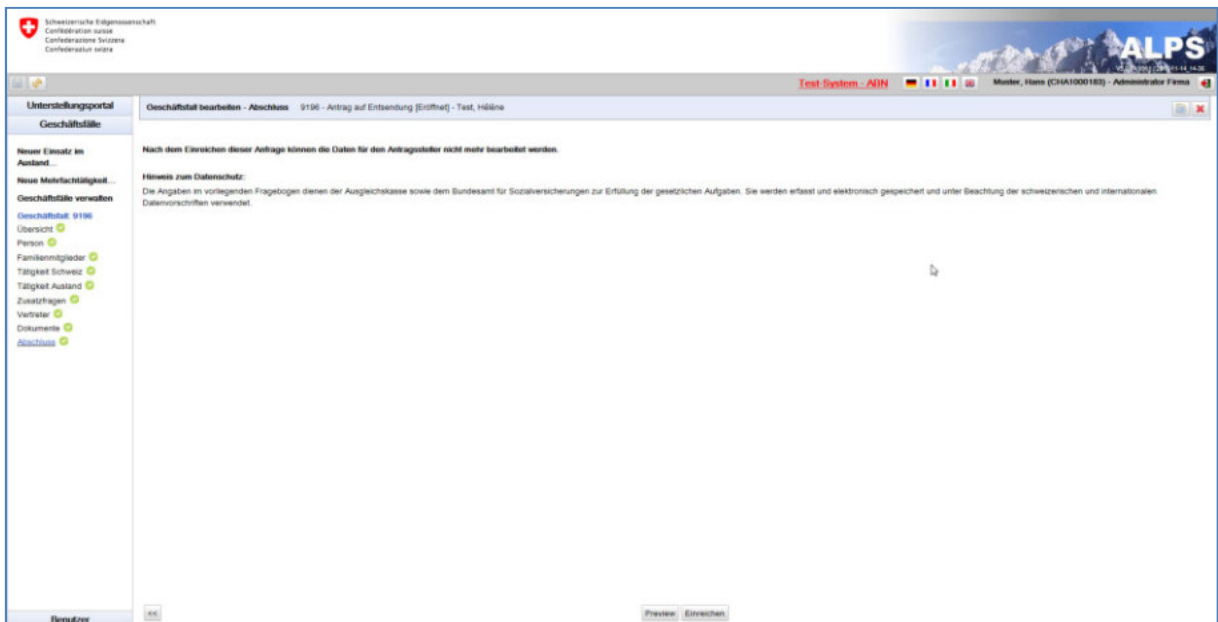 Schweizerische Eidgenossenschaft
Confédération suisse
Confederazione Svizzera
Confederaziun svizra
ALPS
Test-System - ABN
Muster, Hans (CHA1000183) - Administrator Firma
Unterstellungsportal
Geschäftsfälle
Geschäftsfall bearbeiten - Abschluss 9196 - Antrag auf Entsendung [Eröffnet] - Test, Hélène
Neuer Einsatz im
Ausland...
Neue Mehrfachtätigkeit...
Geschäftsfälle verwalten
Geschäftsfall: 9196
Übersicht
Person
Familienmitglieder
Tätigkeit Schweiz
Tätigkeit Ausland
Zusatzfragen
Vertreter
Dokumente
Abschluss
Nach dem Einreichen dieser Anfrage können die Daten für den Antragssteller nicht mehr bearbeitet werden.
Hinweis zum Datenschutz:
Die Angaben im vorliegenden Fragebogen dienen der Ausgleichskasse sowie dem Bundesamt für Sozialversicherungen zur Erfüllung der gesetzlichen Aufgaben. Sie werden erfasst und elektronisch gespeichert und unter Beachtung der schweizerischen und internationalen
Datenvorschriften verwendet.
Benutzer
<<
Preview
Einreichen